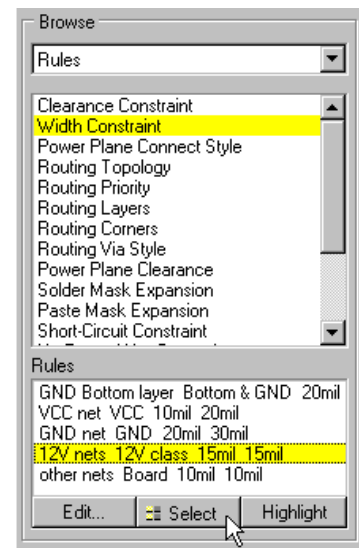 Browse
Rules
Clearance Constraint
Width Constraint
Power Plane Connect Style
Routing Topology
Routing Priority
Routing Layers
Routing Corners
Routing Via Style
Power Plane Clearance
Solder Mask Expansion
Paste Mask Expansion
Short-Circuit Constraint
Rules
GND Bottom layer Bottom & GND 20mil
VCC net VCC 10mil 20mil
GND net GND 20mil 30mil
12V nets 12V class 15mil 15mil
other nets Board 10mil 10mil
Edit... Select Highlight